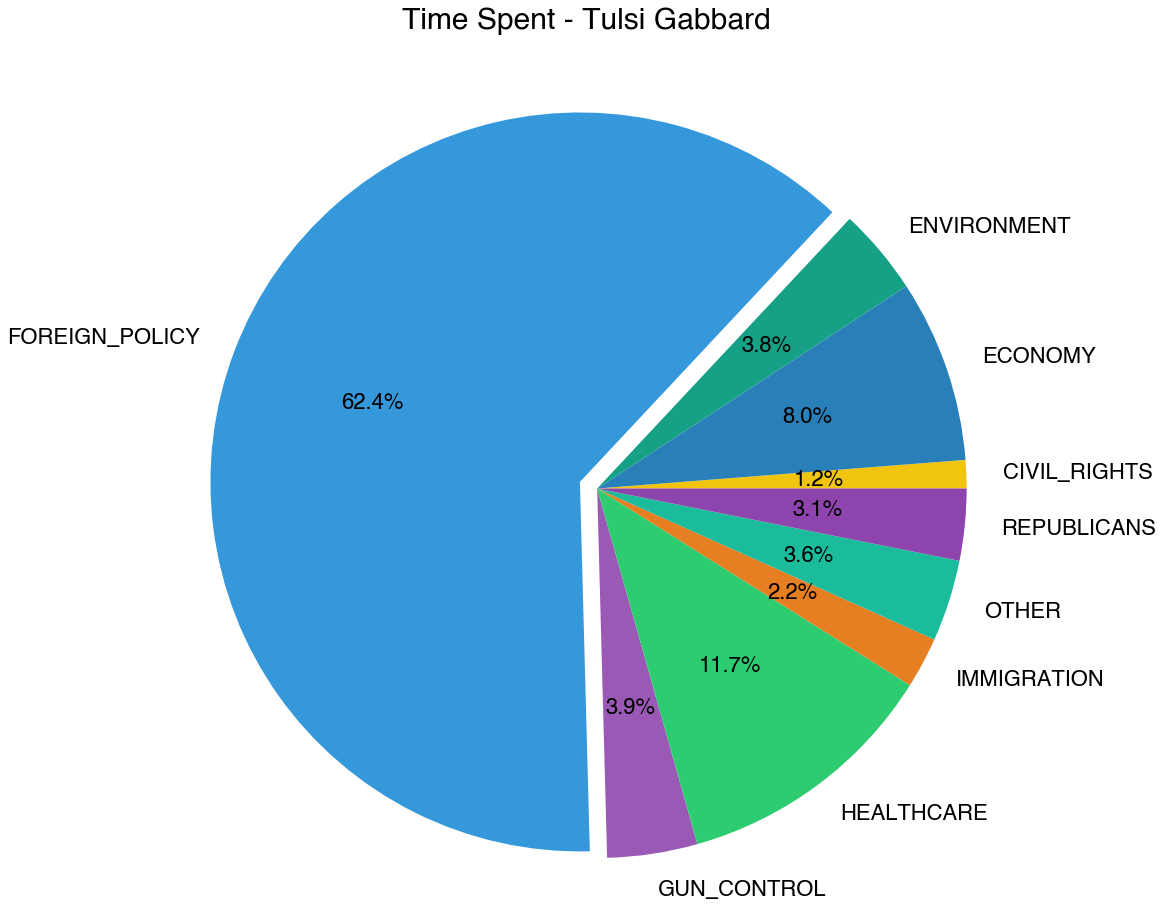 Time Spent - Tulsi Gabbard
ENVIRONMENT
FOREIGN_POLICY
3.8%
ECONOMY
62.4%
8.0%
CIVIL_RIGHTS
1.2%
3.1%
REPUBLICANS
3.6%
2.2%
OTHER
11.7%
IMMIGRATION
3.9%
HEALTHCARE
GUN_CONTROL